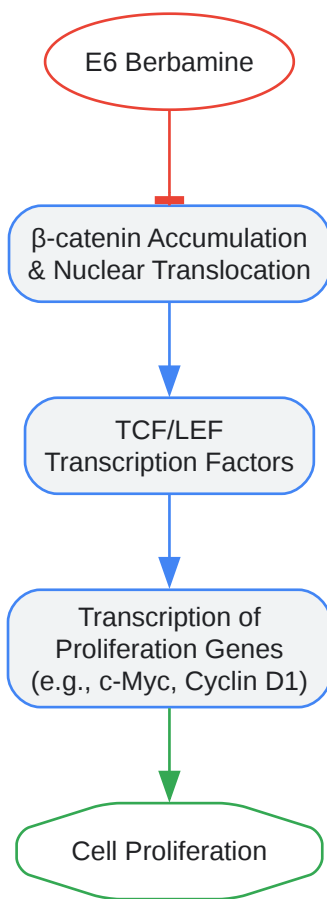 E6 Berbamine
β-catenin Accumulation
& Nuclear Translocation
TCF/LEF
Transcription Factors
Transcription of
Proliferation Genes
(e.g., c-Myc, Cyclin D1)
Cell Proliferation